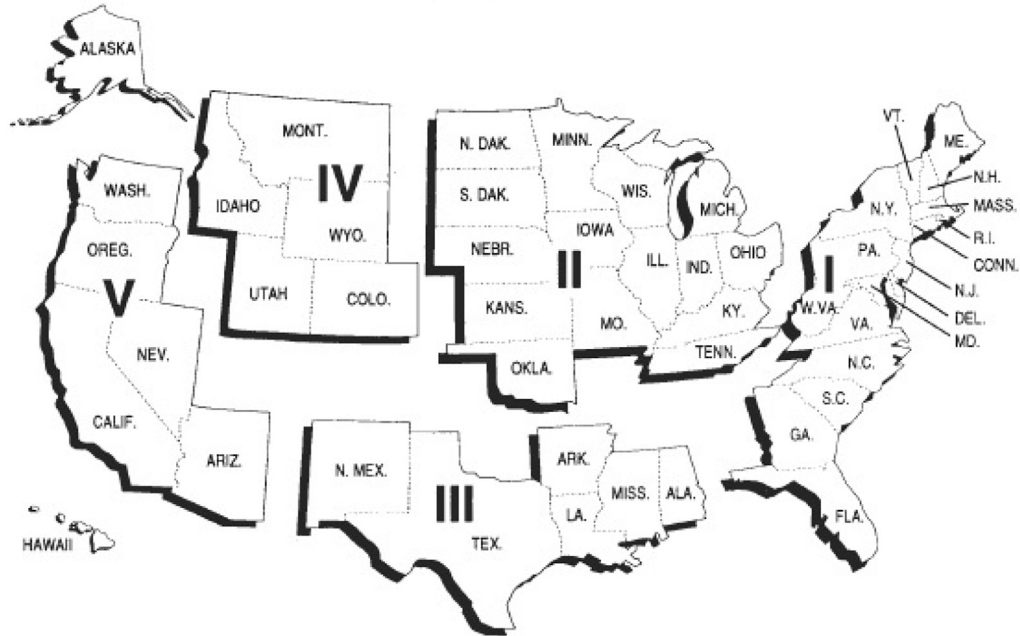 ALASKA
VT.
ME.
MONT.
N. DAK.
MINN.
N.H.
WASH.
IV
WIS.
MASS.
S. DAK.
IDAHO
MICH.
N.Y.
WYO.
IOWA
R.I.
OREG.
NEBR.
OHIO
PA.
CONN.
II
ILL.
IND.
I
V
UTAH
COLO.
KANS.
KY.
W.VA.
N.J.
MO.
VA.
DEL.
NEV.
TENN.
MD.
OKLA.
N.C.
S.C.
CALIF.
GA.
ARIZ.
N. MEX.
ARK.
III
MISS.
ALA.
LA.
FLA.
HAWAII
TEX.